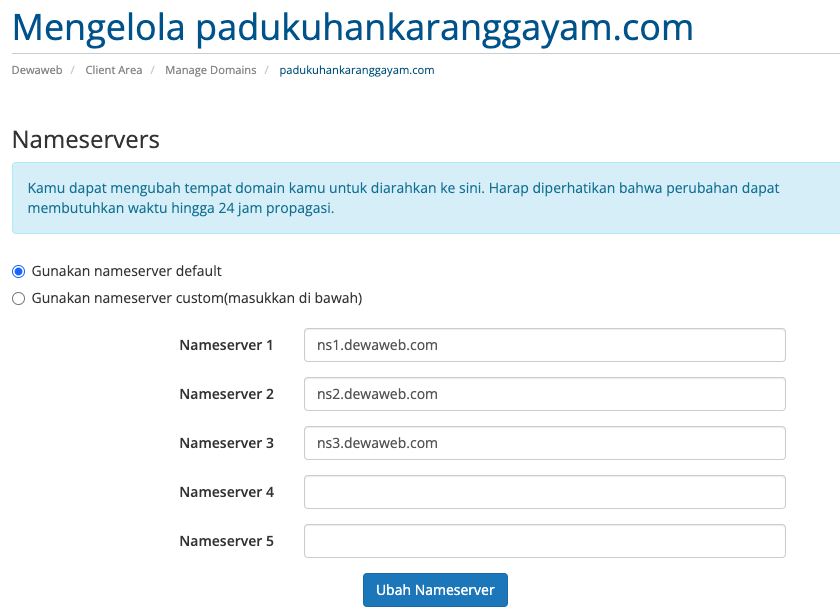 Mengelola padukuhankaranggayam.com
Dewaweb / Client Area / Manage Domains / padukuhankaranggayam.com
Nameservers
Kamu dapat mengubah tempat domain kamu untuk diarahkan ke sini. Harap diperhatikan bahwa perubahan dapat
membutuhkan waktu hingga 24 jam propagasi.
Gunakan nameserver default
Gunakan nameserver custom(masukkan di bawah)
Nameserver 1 ns1.dewaweb.com
Nameserver 2 ns2.dewaweb.com
Nameserver 3 ns3.dewaweb.com
Nameserver 4
Nameserver 5
Ubah Nameserver